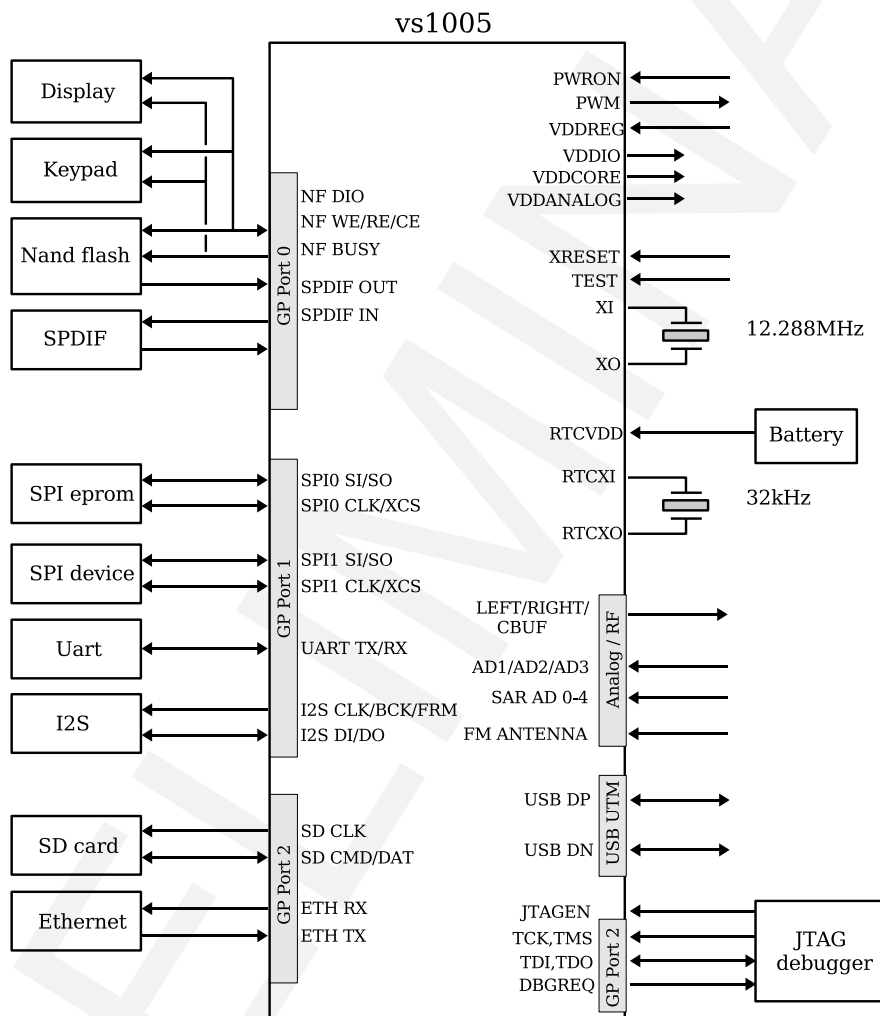 vs1005
Display
Keypad
Nand flash
SPDIF
GP Port 0
NF DIO
NF WE/RE/CE
NF BUSY
SPDIF OUT
SPDIF IN
SPI eprom
SPI device
Uart
I2S
GP Port 1
SPI0 SI/SO
SPI0 CLK/XCS
SPI1 SI/SO
SPI1 CLK/XCS
UART TX/RX
I2S CLK/BCK/FRM
I2S DI/DO
SD card
Ethernet
GP Port 2
SD CLK
SD CMD/DAT
ETH RX
ETH TX
PWRON
PWM
VDDREG
VDDIO
VDDCORE
VDDANALOG
XRESET
TEST
XI
XO
12.288MHz
RTCVDD
Battery
RTCXI
RTCXO
32kHz
LEFT/RIGHT/
CBUF
AD1/AD2/AD3
SAR AD 0-4
FM ANTENNA
Analog / RF
USB DP
USB DN
USB UTM
JTAGEN
TCK,TMS
TDI,TDO
DBGREQ
GP Port 2
JTAG
debugger